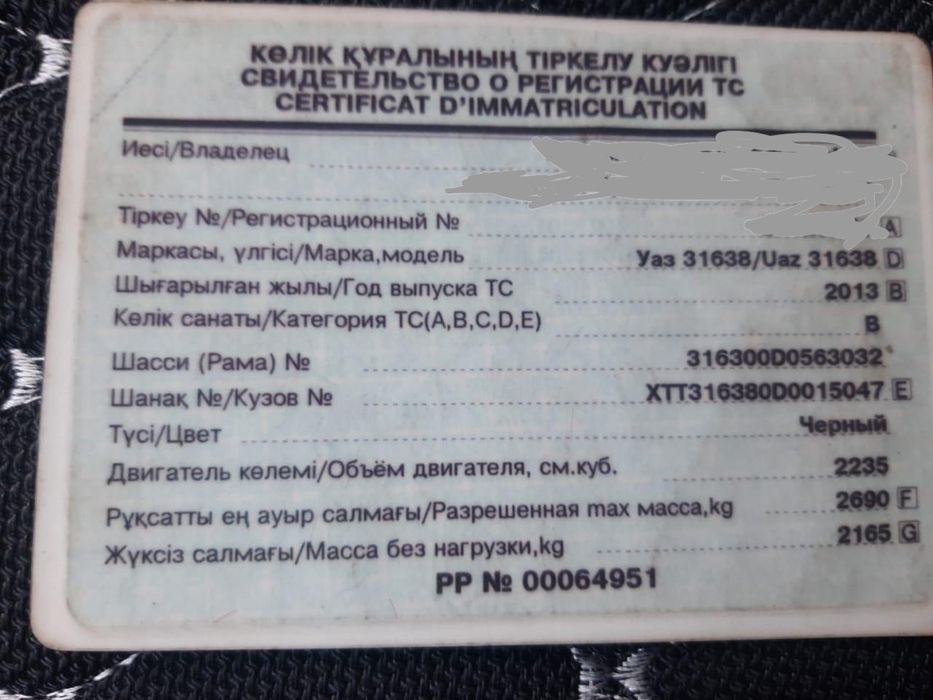 КӨЛІК ҚҰРАЛЫНЫҢ ТІРКЕЛУ КУӘЛІГІ
СВИДЕТЕЛЬСТВО О РЕГИСТРАЦИИ ТС
CERTIFICAT D'IMMATRICULATION
Иесі/Владелец
Тіркеу №/Регистрационный № A
Маркасы, үлгісі/Марка,модель Уаз 31638/Uaz 31638 D
Шығарылған жылы/Год выпуска ТС 2013 B
Көлік санаты/Категория ТС(A,B,C,D,E) B
Шасси (Рама) № 316300D0563032
Шанақ №/Кузов № XTT316380D0015047 E
Түсі/Цвет Черный
Двигатель көлемі/Объём двигателя, см.куб. 2235
Рұқсатты ең ауыр салмағы/Разрешенная max масса,kg 2690 F
Жүксіз салмағы/Масса без нагрузки,kg 2165 G
PP № 00064951